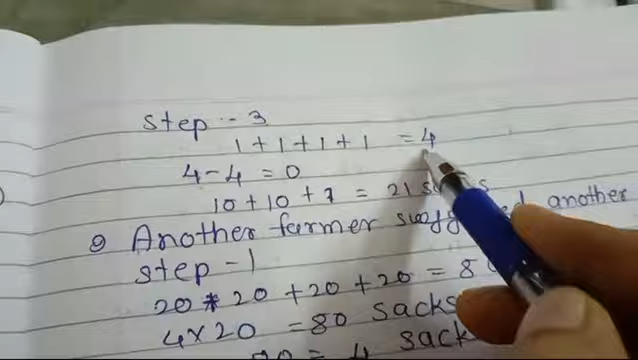 step :- 3
1 + 1 + 1 + 1 = 4
4 - 4 = 0
10 + 10 + 1 = 21
Another farmer another
step - 1
20 * 20 + 20 + 20 = 8
4 x 20 = 80 sacks
= 4 sack